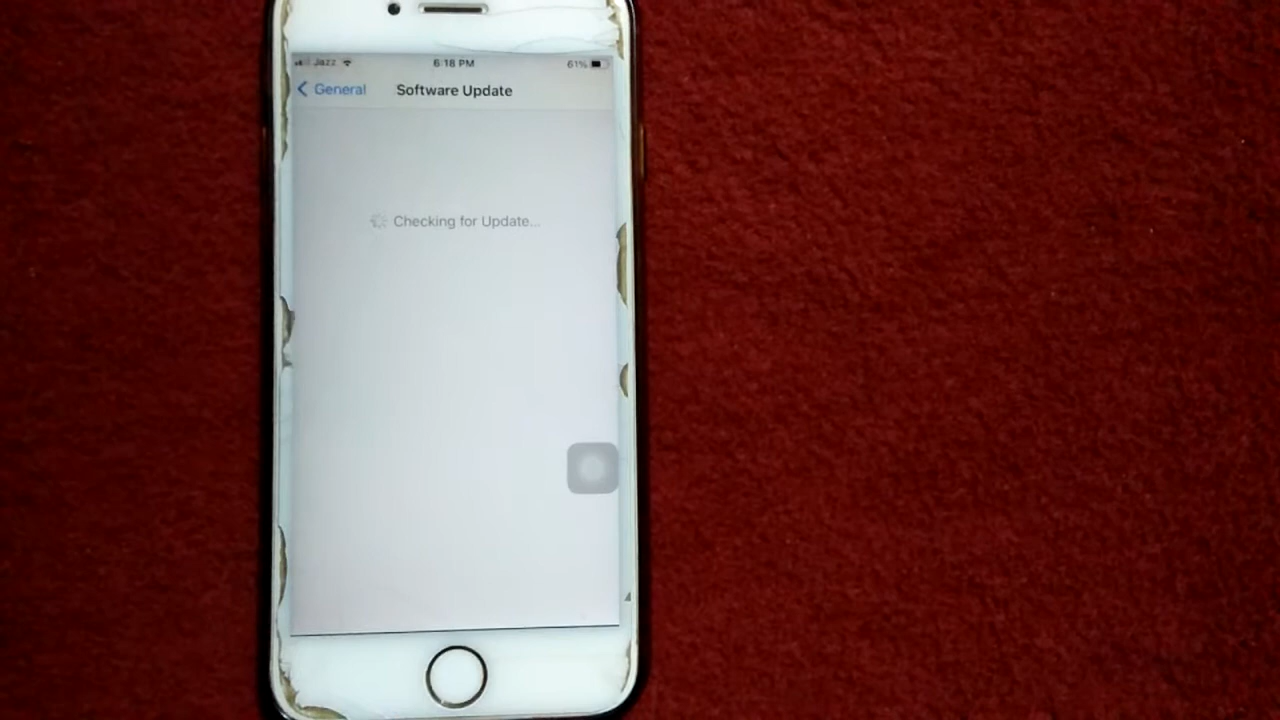 Jazz 6:18 PM 61%
General Software Update
Checking for Update...